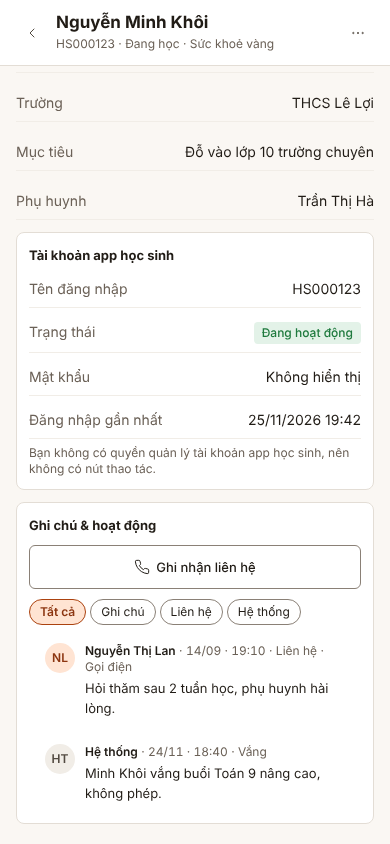 Nguyễn Minh Khôi
HS000123 · Đang học · Sức khoẻ vàng
Trường THCS Lê Lợi
Mục tiêu Đỗ vào lớp 10 trường chuyên
Phụ huynh Trần Thị Hà
Tài khoản app học sinh
Tên đăng nhập HS000123
Trạng thái Đang hoạt động
Mật khẩu Không hiển thị
Đăng nhập gần nhất 25/11/2026 19:42
Bạn không có quyền quản lý tài khoản app học sinh, nên
không có nút thao tác.
Ghi chú & hoạt động
Ghi nhận liên hệ
Tất cả Ghi chú Liên hệ Hệ thống
NL Nguyễn Thị Lan · 14/09 · 19:10 · Liên hệ ·
Gọi điện
Hỏi thăm sau 2 tuần học, phụ huynh hài
lòng.
HT Hệ thống · 24/11 · 18:40 · Vắng
Minh Khôi vắng buổi Toán 9 nâng cao,
không phép.